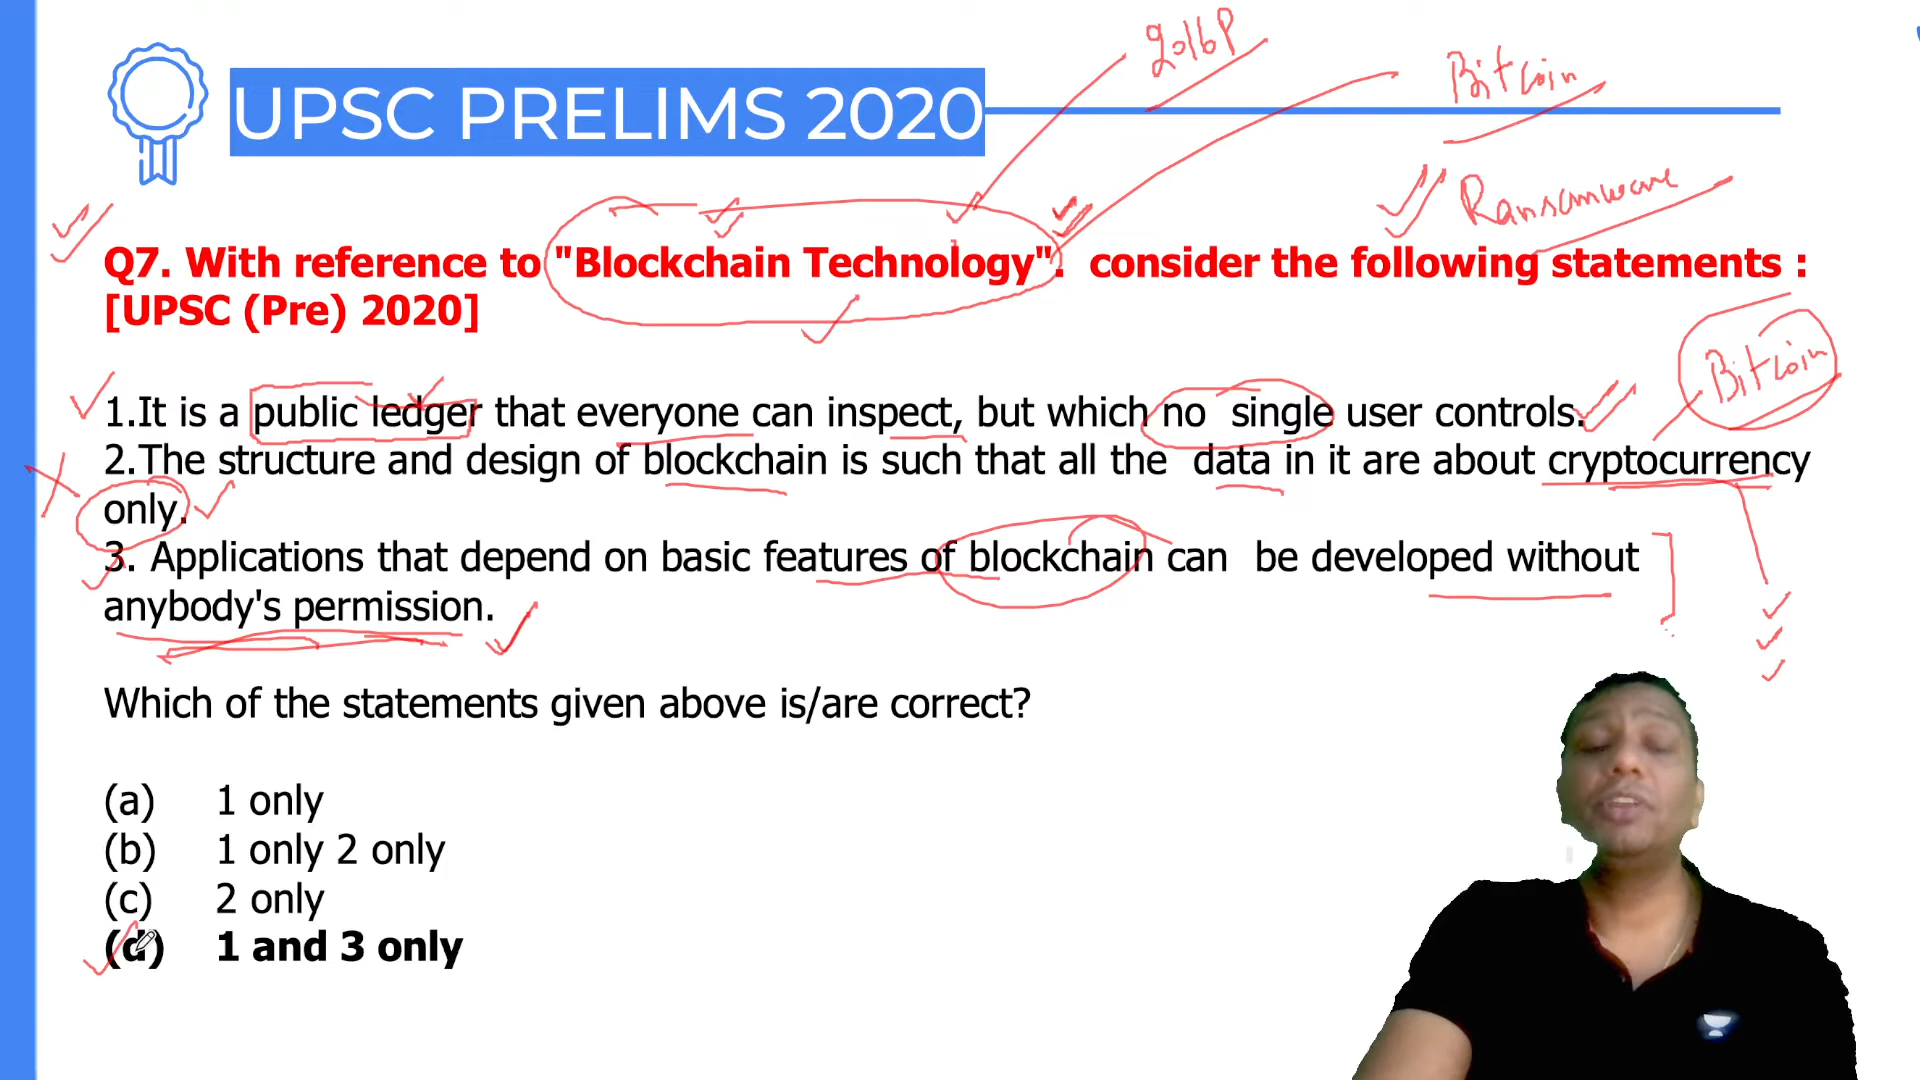 2016P
Bitcoin
UPSC PRELIMS 2020
Ransomware
Q7. With reference to "Blockchain Technology". consider the following statements :
[UPSC (Pre) 2020]
Bitcoin
1.It is a public ledger that everyone can inspect, but which no single user controls.
2.The structure and design of blockchain is such that all the data in it are about cryptocurrency
only.
3. Applications that depend on basic features of blockchain can be developed without
anybody's permission.
Which of the statements given above is/are correct?
(a) 1 only
(b) 1 only 2 only
(c) 2 only
(d) 1 and 3 only